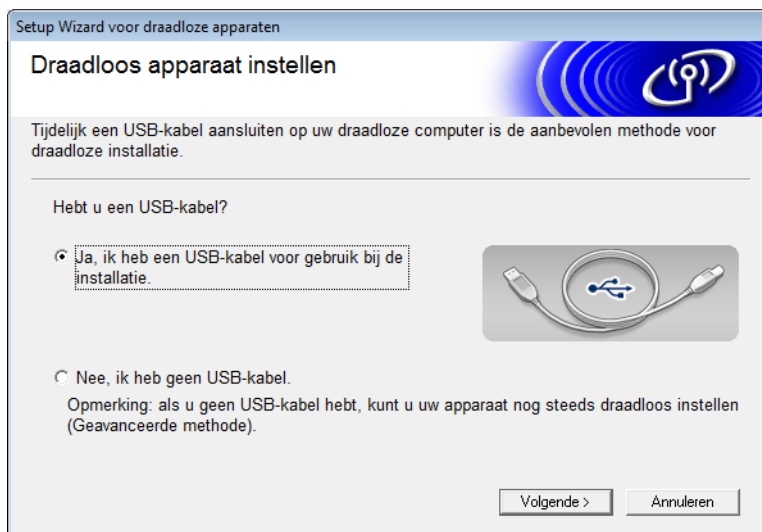 Setup Wizard voor draadloze apparaten
Draadloos apparaat instellen
Tijdelijk een USB-kabel aansluiten op uw draadloze computer is de aanbevolen methode voor
draadloze installatie.
Hebt u een USB-kabel?
Ja, ik heb een USB-kabel voor gebruik bij de
installatie.
Nee, ik heb geen USB-kabel.
Opmerking: als u geen USB-kabel hebt, kunt u uw apparaat nog steeds draadloos instellen
(Geavanceerde methode).
Volgende >
Annuleren